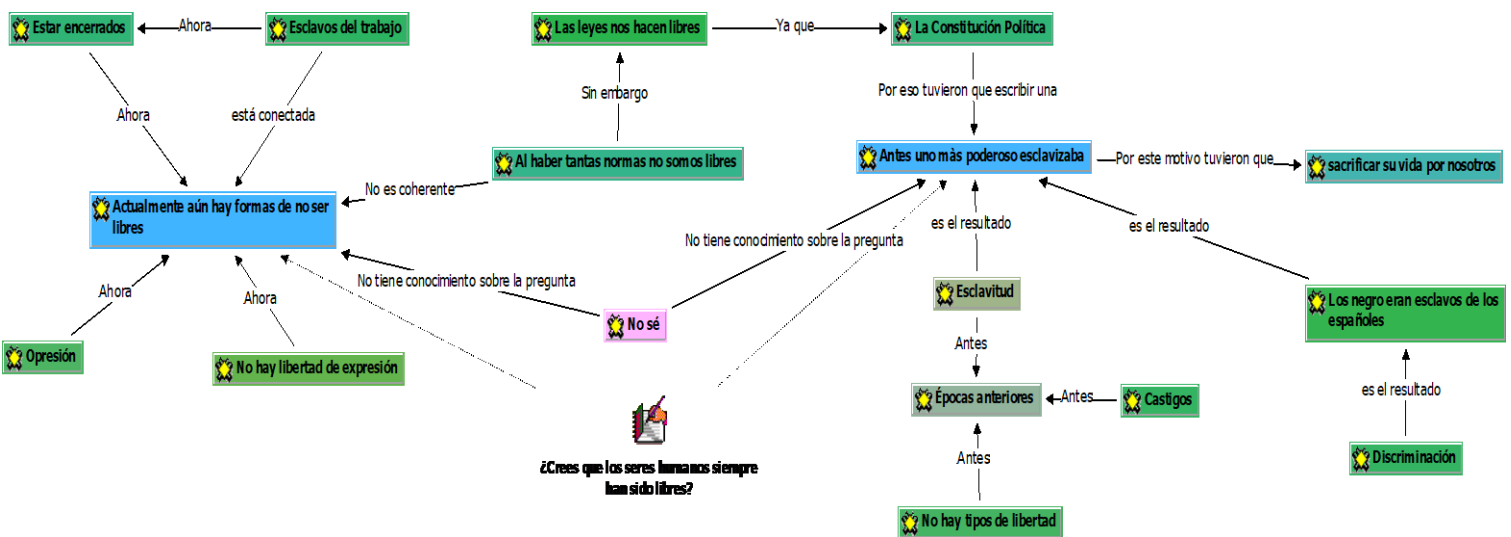 Estar encerrados
Ahora
Esclavos del trabajo
Las leyes nos hacen libres
Ya que
La Constitución Política
Sin embargo
Por eso tuvieron que escribir una
Ahora
está conectada
Al haber tantas normas no somos libres
Antes uno màs poderoso esclavizaba
Por este motivo tuvieron que
sacrificar su vida por nosotros
No es coherente
Actualmente aún hay formas de no ser
libres
es el resultado
es el resultado
No tiene conocimiento sobre la pregunta
No tiene conocimiento sobre la pregunta
Ahora
Ahora
Esclavitud
Los negro eran esclavos de los
españoles
No sé
Opresión
No hay libertad de expresión
Antes
Épocas anteriores
Antes
Castigos
es el resultado
Antes
Discriminación
¿Crees que los seres humanos siempre
han sido libres?
No hay tipos de libertad